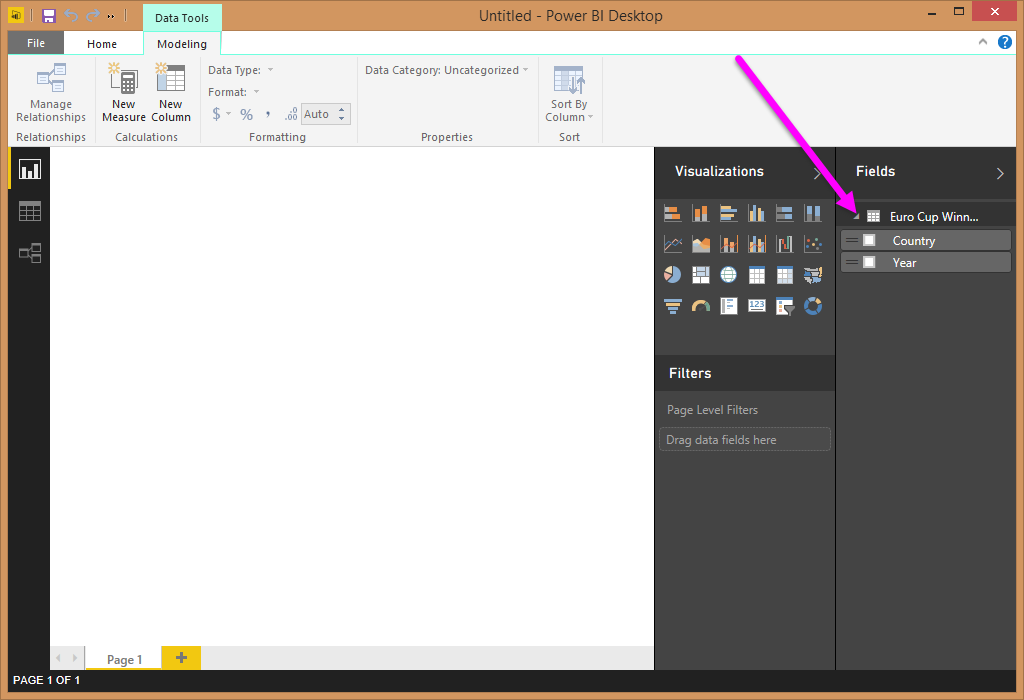 Data Tools
Untitled - Power BI Desktop
File
Home
Modeling
?
Manage
Relationships
Relationships
New
Measure
New
Column
Calculations
Data Type:
Format:
$ % , .00 Auto
Formatting
Data Category: Uncategorized
Properties
Sort By
Column
Sort
Visualizations
123
Filters
Page Level Filters
Drag data fields here
Fields
Euro Cup Winn...
Country
Year
Page 1
+
PAGE 1 OF 1